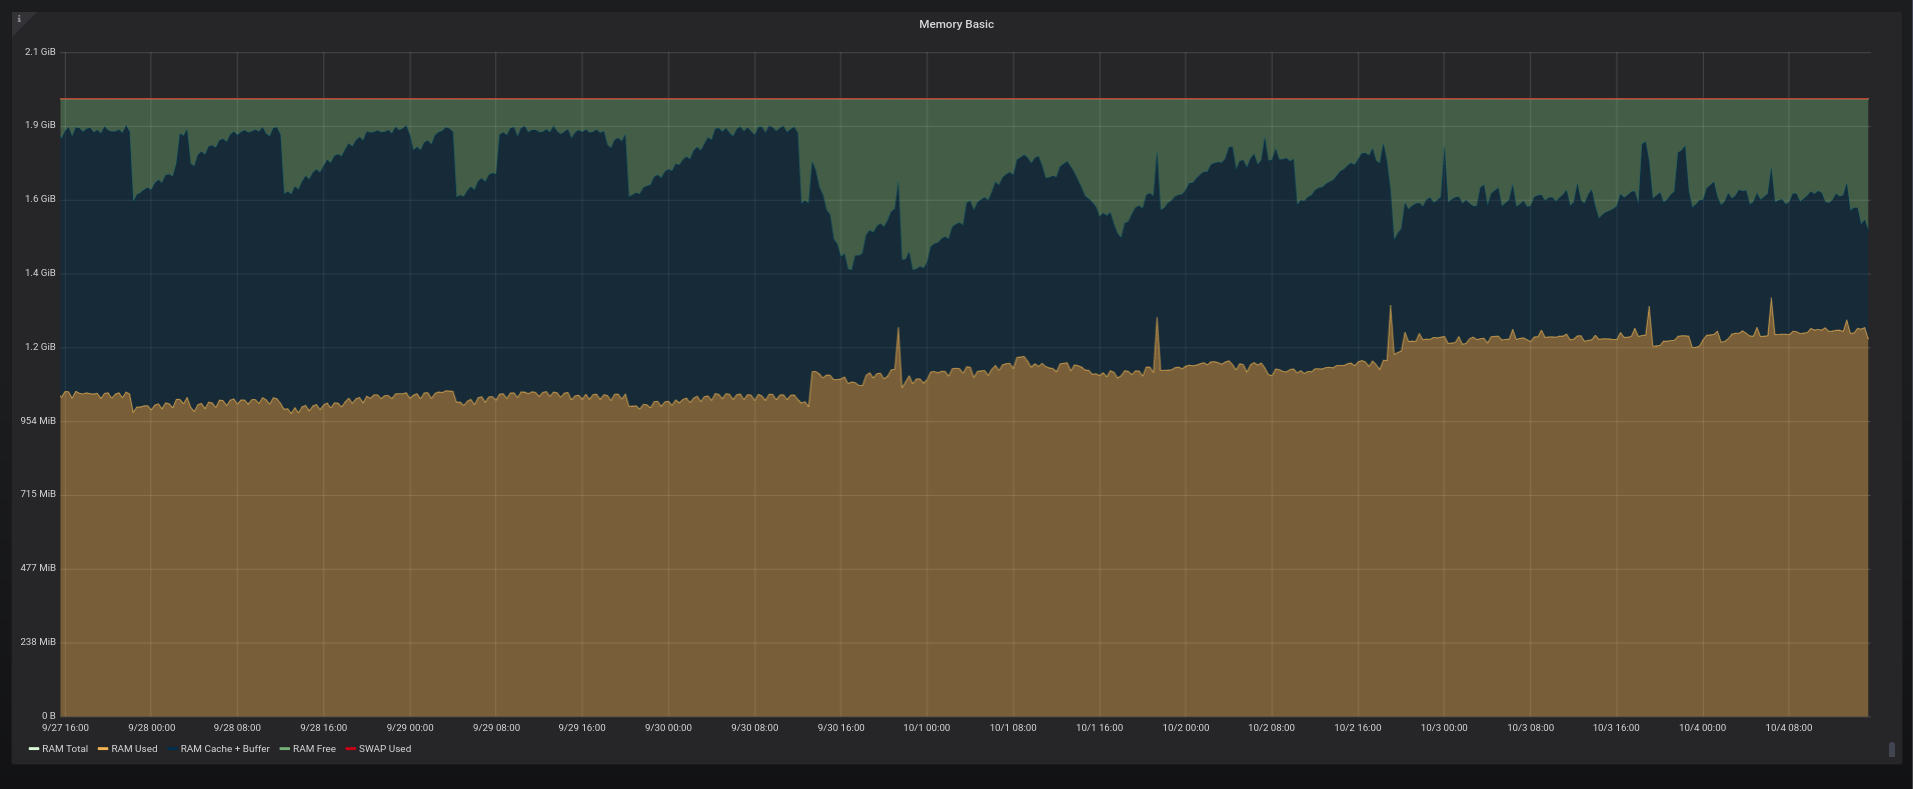 i
Memory Basic
2.1 GiB
1.9 GiB
1.6 GiB
1.4 GiB
1.2 GiB
954 MiB
715 MiB
477 MiB
238 MiB
0 B
9/27 16:00 9/28 00:00 9/28 08:00 9/28 16:00 9/29 00:00 9/29 08:00 9/29 16:00 9/30 00:00 9/30 08:00 9/30 16:00 10/1 00:00 10/1 08:00 10/1 16:00 10/2 00:00 10/2 08:00 10/2 16:00 10/3 00:00 10/3 08:00 10/3 16:00 10/4 00:00 10/4 08:00
RAM Total RAM Used RAM Cache + Buffer RAM Free SWAP Used